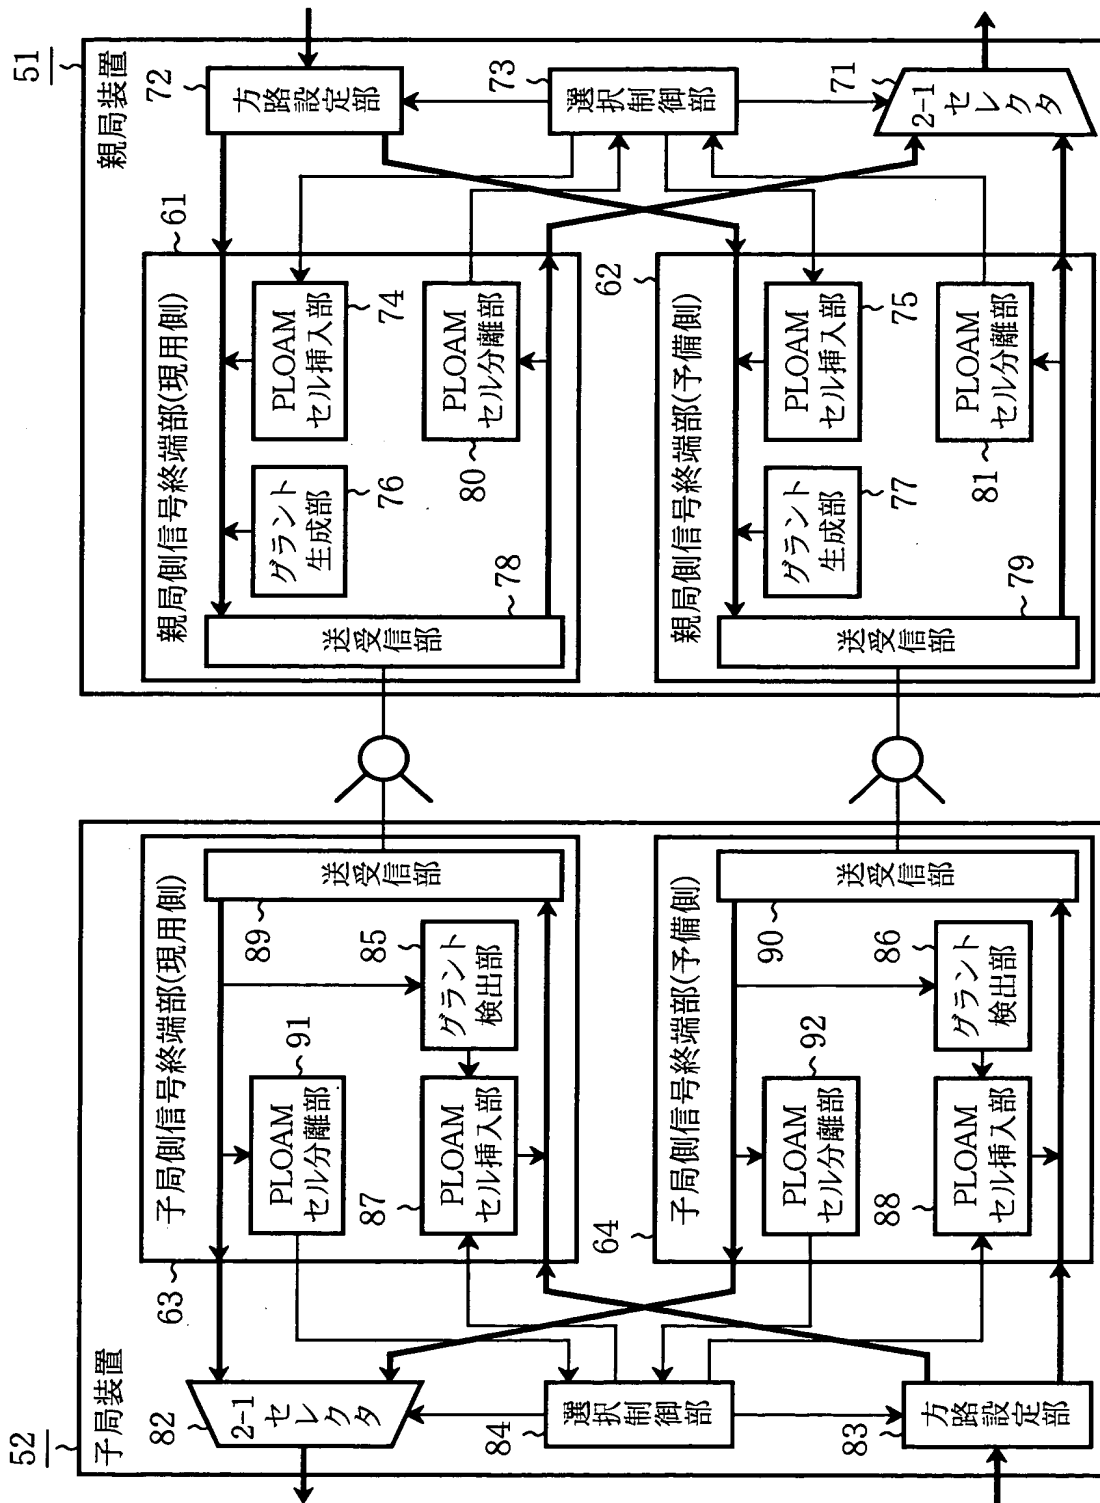 52
子局装置
82
2-1
セレクタ
84
選択制御部
83
方路設定部
63
子局側信号終端部(現用側)
91
PLOAM
セル分離部
87
PLOAM
セル挿入部
89
85
グラント
検出部
送受信部
64
子局側信号終端部(予備側)
92
PLOAM
セル分離部
88
PLOAM
セル挿入部
90
86
グラント
検出部
送受信部
51
親局装置
61
親局側信号終端部(現用側)
78
送受信部
76
グラント
生成部
74
PLOAM
セル挿入部
80
PLOAM
セル分離部
62
親局側信号終端部(予備側)
79
送受信部
77
グラント
生成部
75
PLOAM
セル挿入部
81
PLOAM
セル分離部
72
方路設定部
73
選択制御部
71
2-1
セレクタ